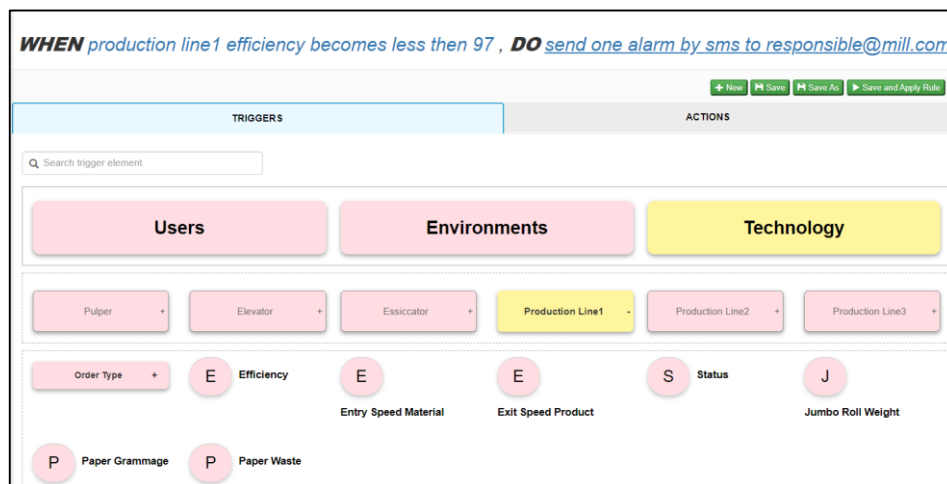 WHEN production line1 efficiency becomes less then 97 , DO send one alarm by sms to responsible@mill.com
+ New Save Save As Save and Apply Rule
TRIGGERS ACTIONS
Search trigger element
Users Environments Technology
Pulper + Elevator + Essiccator + Production Line1 - Production Line2 + Production Line3 +
Order Type + E Efficiency E E S Status J
Entry Speed Material Exit Speed Product Jumbo Roll Weight
P Paper Grammage P Paper Waste